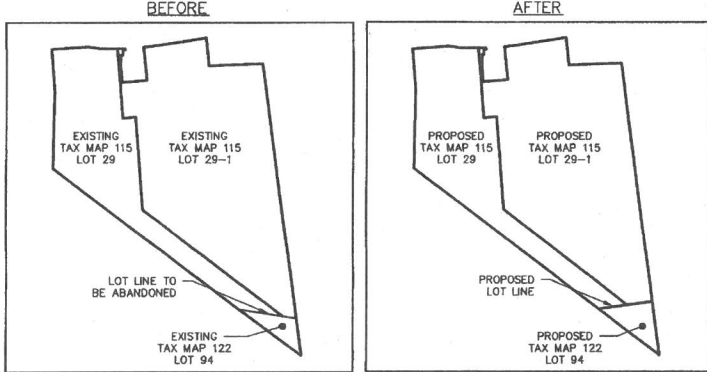 BEFORE
EXISTING
TAX MAP 115
LOT 29
EXISTING
TAX MAP 115
LOT 29-1
LOT LINE TO
BE ABANDONED
EXISTING
TAX MAP 122
LOT 94
AFTER
PROPOSED
TAX MAP 115
LOT 29
PROPOSED
TAX MAP 115
LOT 29-1
PROPOSED
LOT LINE
PROPOSED
TAX MAP 122
LOT 94